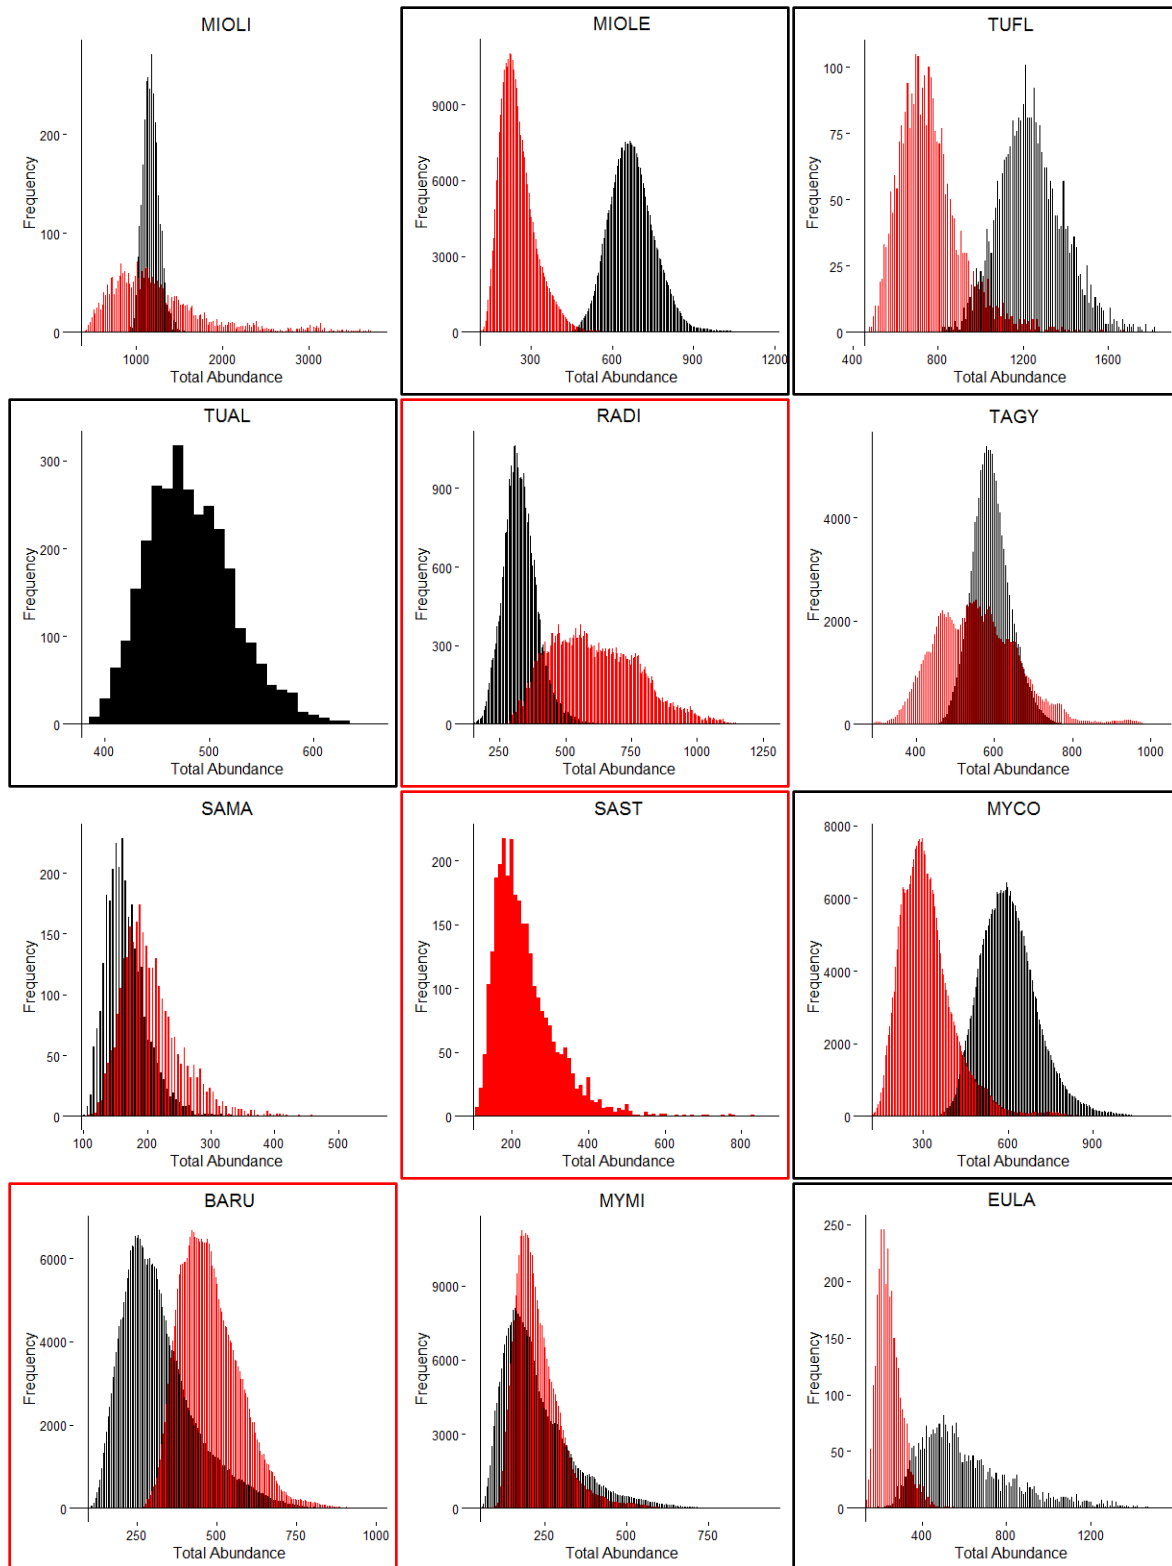 MIOLI
Frequency
200
100
0
1000 2000 3000
Total Abundance
MIOLE
Frequency
9000
6000
3000
0
300 600 900 1200
Total Abundance
TUFL
Frequency
100
75
50
25
0
400 800 1200 1600
Total Abundance
TUAL
Frequency
300
200
100
0
400 500 600
Total Abundance
RADI
Frequency
900
600
300
0
250 500 750 1000 1250
Total Abundance
TAGY
Frequency
4000
2000
0
400 600 800 1000
Total Abundance
SAMA
Frequency
200
150
100
50
0
100 200 300 400 500
Total Abundance
SAST
Frequency
200
150
100
50
0
200 400 600 800
Total Abundance
MYCO
Frequency
8000
6000
4000
2000
0
300 600 900
Total Abundance
BARU
Frequency
6000
4000
2000
0
250 500 750 1000
Total Abundance
MYMI
Frequency
9000
6000
3000
0
250 500 750
Total Abundance
EULA
Frequency
250
200
150
100
50
0
400 800 1200
Total Abundance